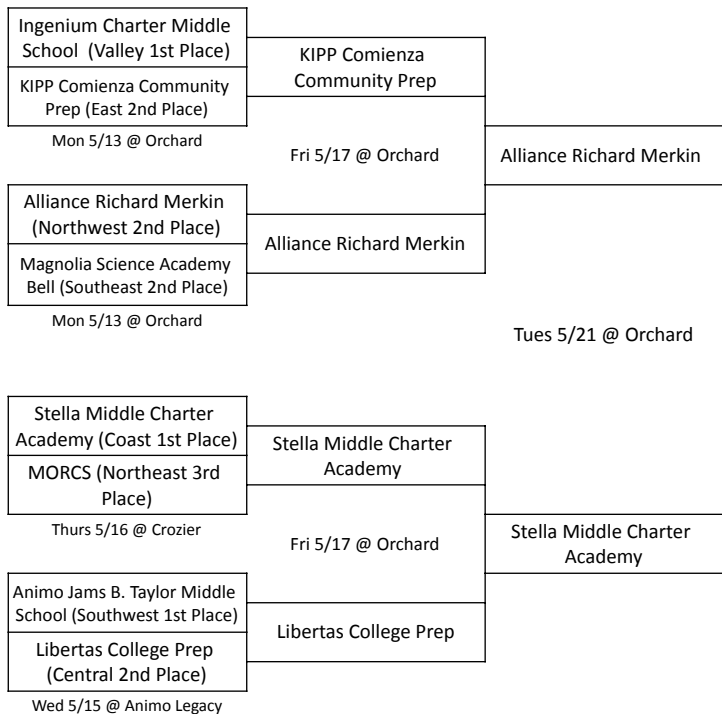 Ingenium Charter Middle
School (Valley 1st Place)
KIPP Comienza Community
Prep (East 2nd Place)
Mon 5/13 @ Orchard
KIPP Comienza
Community Prep
Fri 5/17 @ Orchard
Alliance Richard Merkin
Alliance Richard Merkin
(Northwest 2nd Place)
Magnolia Science Academy
Bell (Southeast 2nd Place)
Mon 5/13 @ Orchard
Alliance Richard Merkin
Tues 5/21 @ Orchard
Stella Middle Charter
Academy (Coast 1st Place)
MORCS (Northeast 3rd
Place)
Thurs 5/16 @ Crozier
Stella Middle Charter
Academy
Fri 5/17 @ Orchard
Stella Middle Charter
Academy
Animo Jams B. Taylor Middle
School (Southwest 1st Place)
Libertas College Prep
(Central 2nd Place)
Wed 5/15 @ Animo Legacy
Libertas College Prep